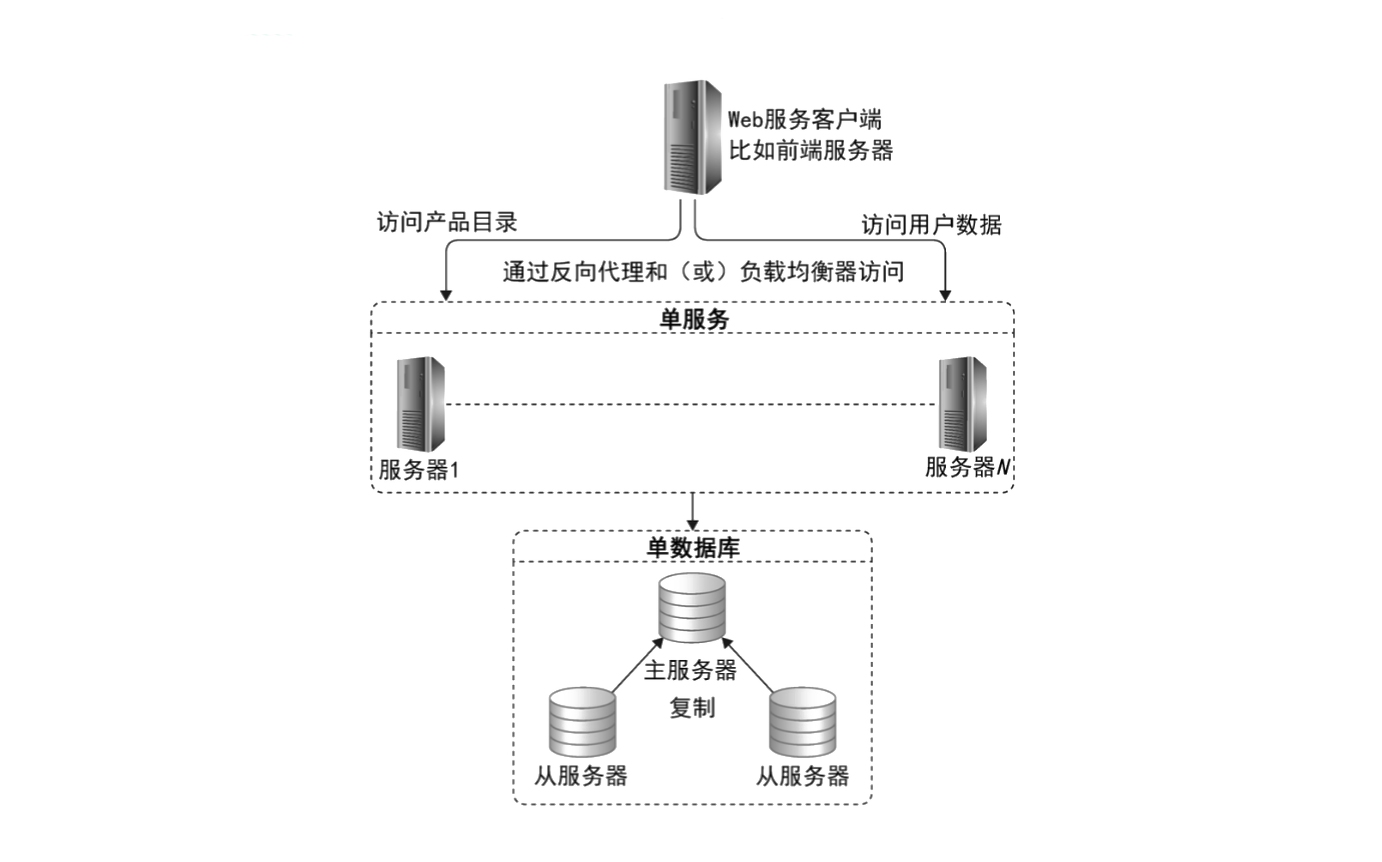 Web服务客户端
比如前端服务器
访问产品目录
访问用户数据
通过反向代理和（或）负载均衡器访问
单服务
服务器1
服务器N
单数据库
主服务器
复制
从服务器
从服务器